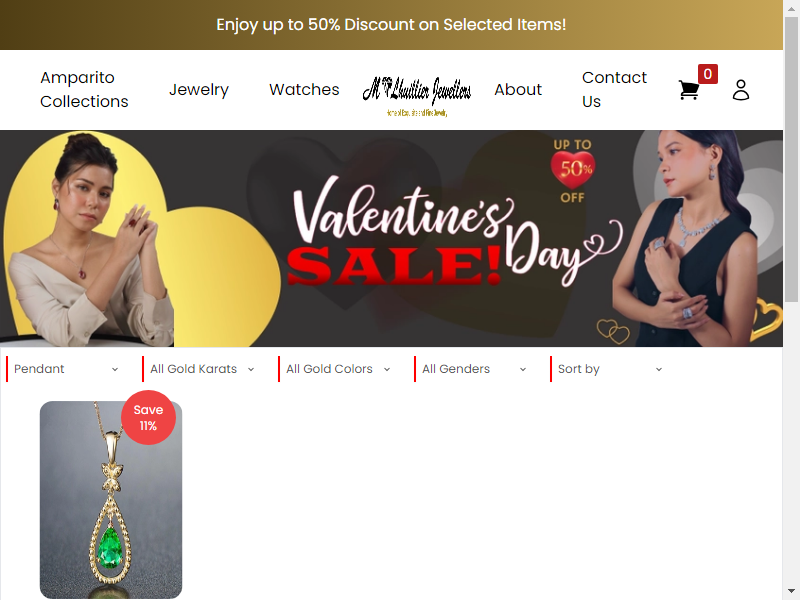 Enjoy up to 50% Discount on Selected Items!
Amparito
Collections
Jewelry
Watches
M Lhuillier Jewellers
About
Contact
Us
0
UP TO
50%
OFF
Valentine's
Day
SALE!
Pendant
All Gold Karats
All Gold Colors
All Genders
Sort by
Save
11%